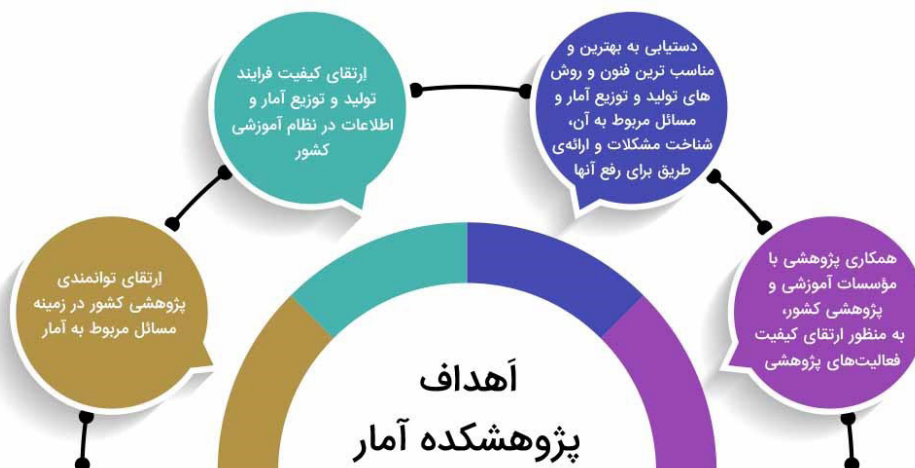 دستیابی به بهترین و
مناسب ترین فنون و روش
های تولید و توزیع آمار و
مسائل مربوط به آن،
شناخت مشکلات و ارائه‌ی
طریق برای رفع آنها
اِرتقای کیفیت فرایند
تولید و توزیع آمار و
اطلاعات در نظام آموزشی
کشور
همکاری پژوهشی با
مؤسسات آموزشی و
پژوهشی کشور،
به منظور ارتقای کیفیت
فعالیت‌های پژوهشی
اِرتقای توانمندی
پژوهشی کشور در زمینه
مسائل مربوط به آمار
اَهداف
پژوهشکده آمار